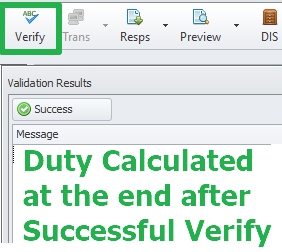 ABC
Verify Trans Resps Preview DIS
Validation Results
Success
Message
Duty Calculated
at the end after
Successful Verify